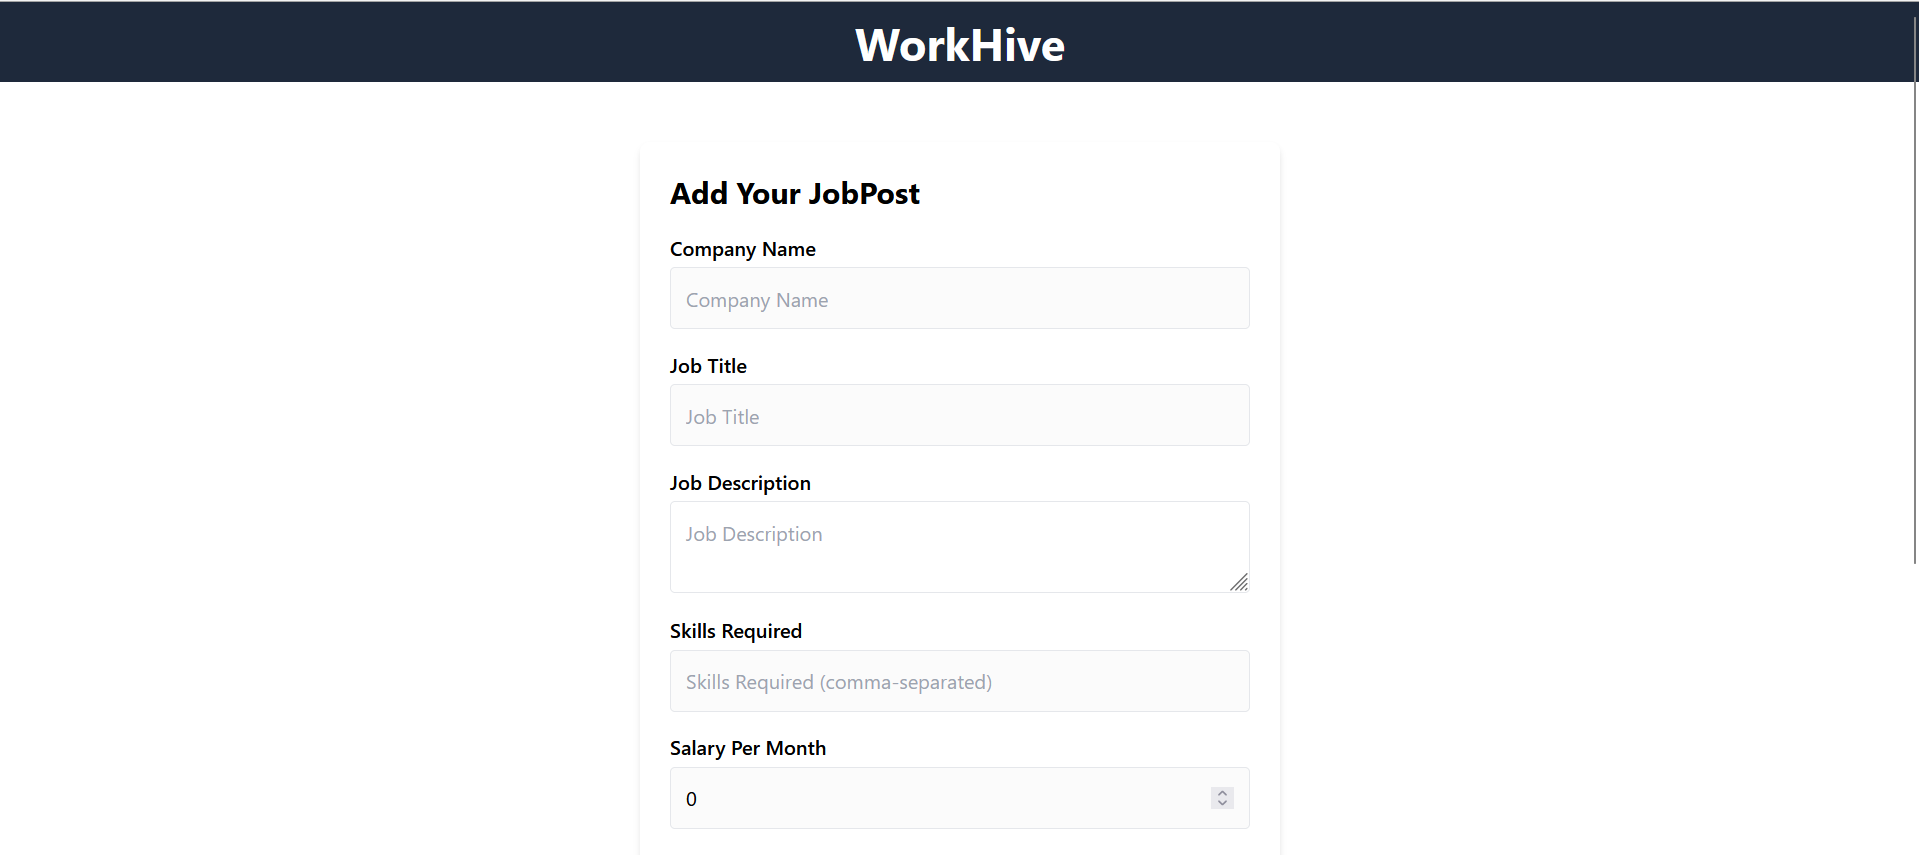 WorkHive
Add Your JobPost
Company Name
Company Name
Job Title
Job Title
Job Description
Job Description
Skills Required
Skills Required (comma-separated)
Salary Per Month
0